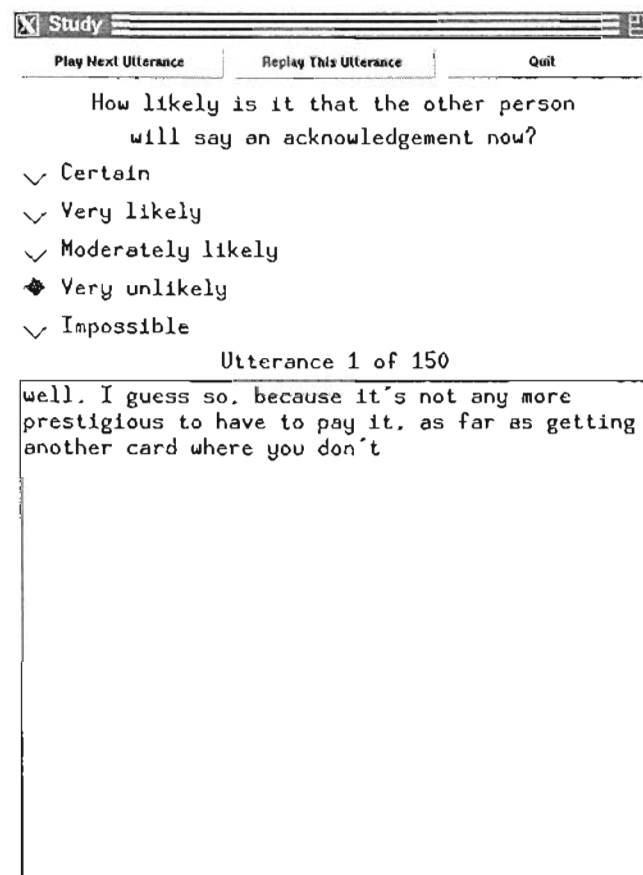 X Study
Play Next Utterance Replay This Utterance Quit
How likely is it that the other person
will say an acknowledgement now?
Certain
Very likely
Moderately likely
Very unlikely
Impossible
Utterance 1 of 150
well. I guess so. because it's not any more
prestigious to have to pay it. as far as getting
another card where you don't